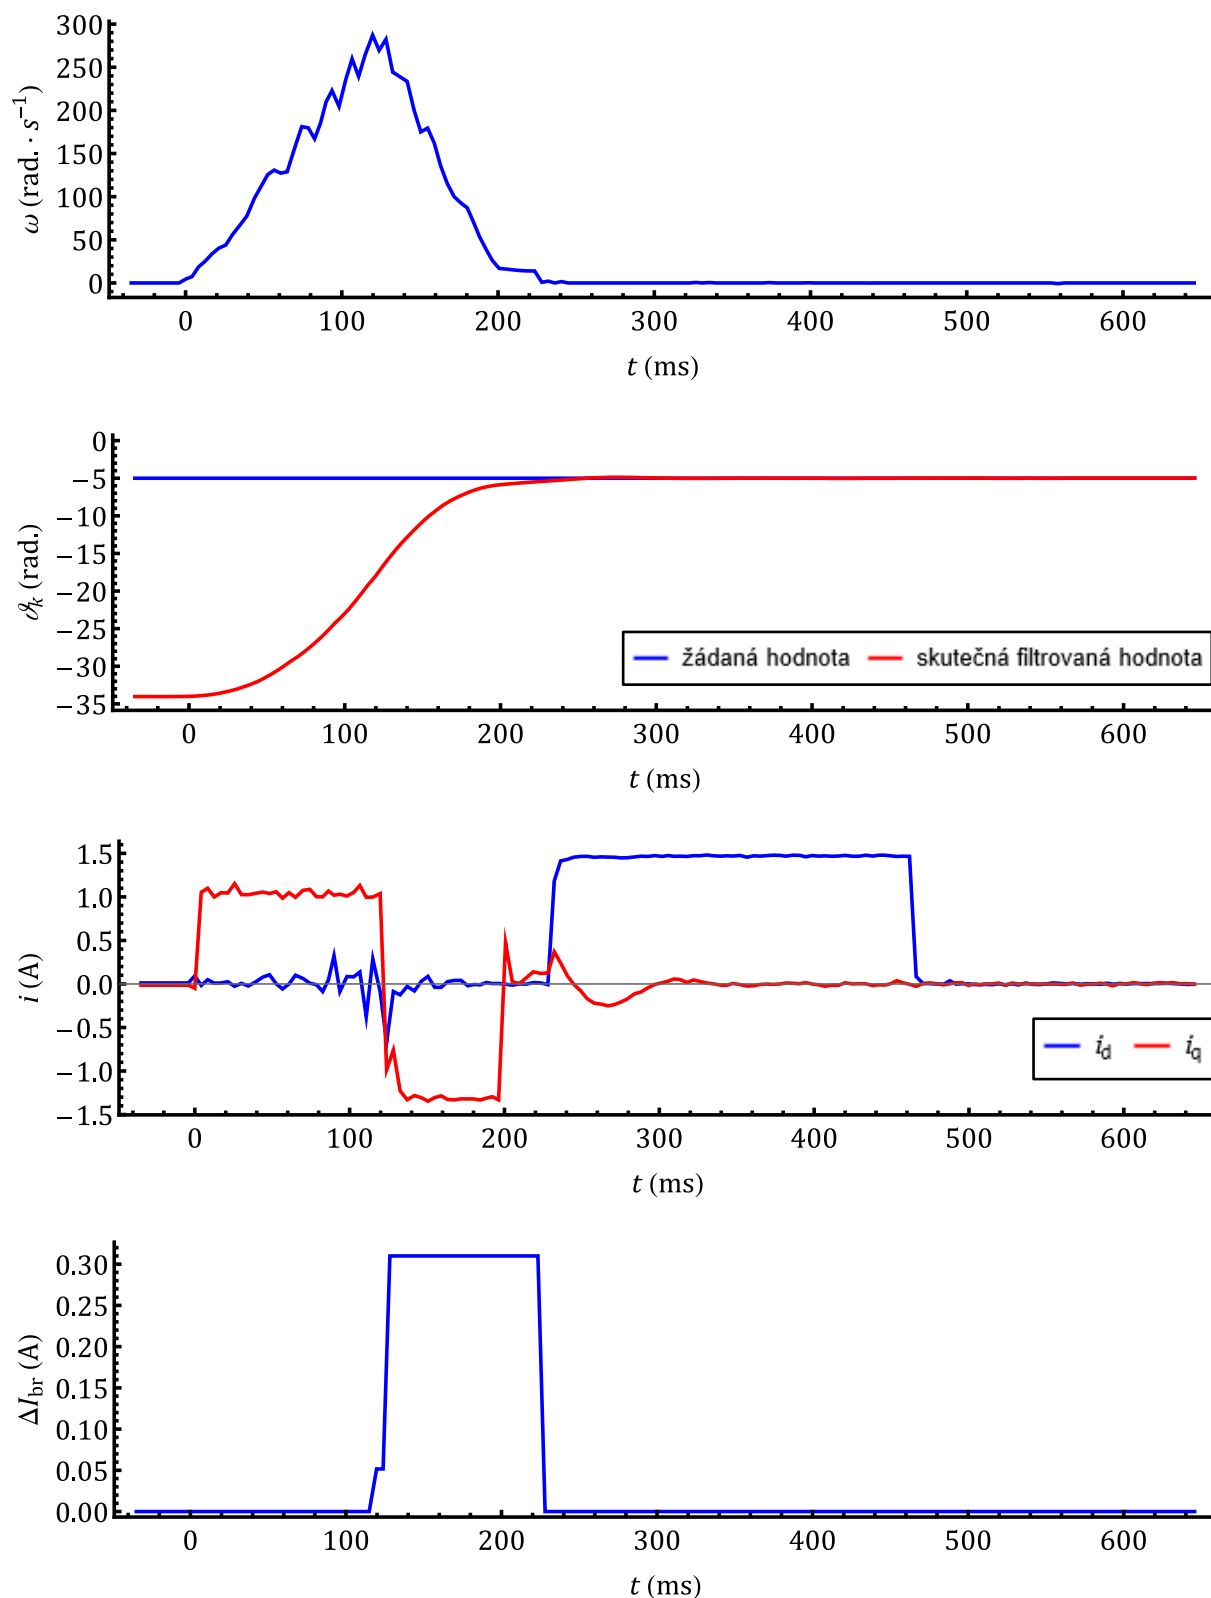 300
250
200
150
100
50
0
ω (rad. · s⁻¹)
0 100 200 300 400 500 600
t (ms)
0
−5
−10
−15
−20
−25
−30
−35
ϑk (rad.)
žádaná hodnota skutečná filtrovaná hodnota
0 100 200 300 400 500 600
t (ms)
1.5
1.0
0.5
0.0
−0.5
−1.0
−1.5
i (A)
id iq
0 100 200 300 400 500 600
t (ms)
0.30
0.25
0.20
0.15
0.10
0.05
0.00
ΔIbr (A)
0 100 200 300 400 500 600
t (ms)